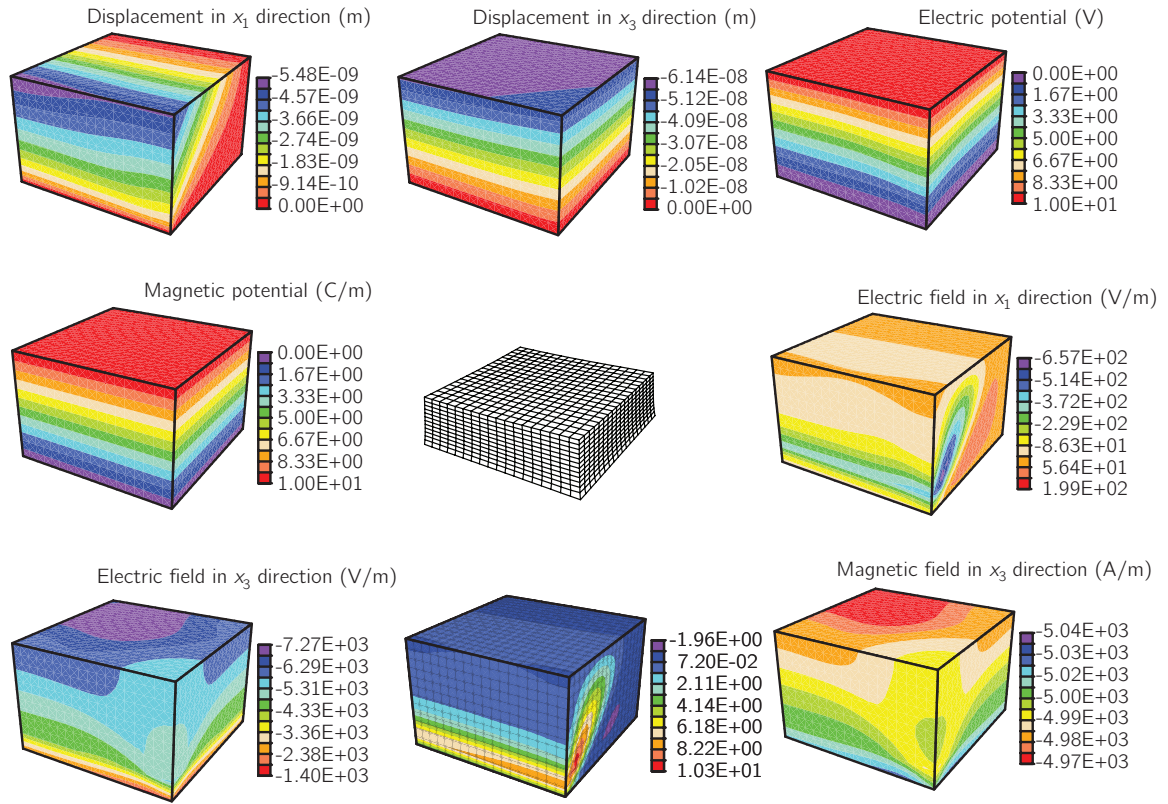 Displacement in x1 direction (m)
-5.48E-09
-4.57E-09
-3.66E-09
-2.74E-09
-1.83E-09
-9.14E-10
0.00E+00
Displacement in x3 direction (m)
-6.14E-08
-5.12E-08
-4.09E-08
-3.07E-08
-2.05E-08
-1.02E-08
0.00E+00
Electric potential (V)
0.00E+00
1.67E+00
3.33E+00
5.00E+00
6.67E+00
8.33E+00
1.00E+01
Magnetic potential (C/m)
0.00E+00
1.67E+00
3.33E+00
5.00E+00
6.67E+00
8.33E+00
1.00E+01
Electric field in x1 direction (V/m)
-6.57E+02
-5.14E+02
-3.72E+02
-2.29E+02
-8.63E+01
5.64E+01
1.99E+02
Electric field in x3 direction (V/m)
-7.27E+03
-6.29E+03
-5.31E+03
-4.33E+03
-3.36E+03
-2.38E+03
-1.40E+03
-1.96E+00
7.20E-02
2.11E+00
4.14E+00
6.18E+00
8.22E+00
1.03E+01
Magnetic field in x3 direction (A/m)
-5.04E+03
-5.03E+03
-5.02E+03
-5.00E+03
-4.99E+03
-4.98E+03
-4.97E+03